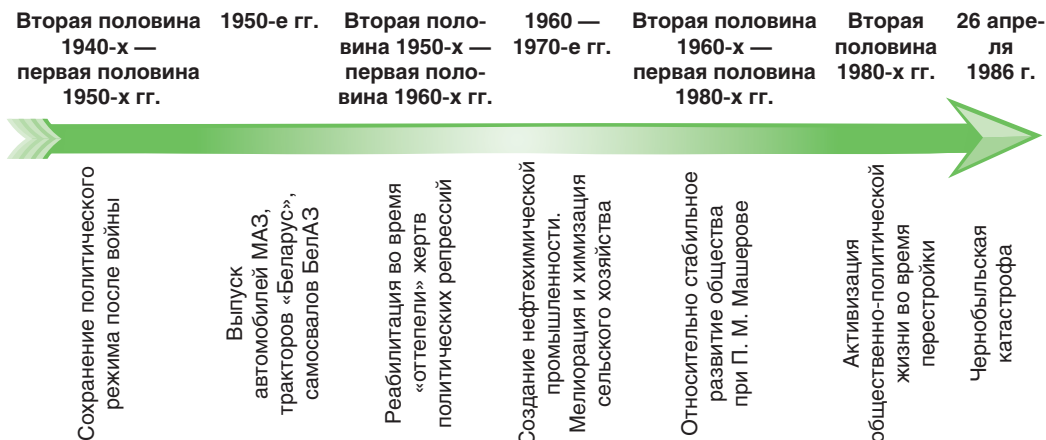 Вторая половина
1940-х —
первая половина
1950-х гг.
1950-е гг.
Вторая поло-
вина 1950-х —
первая поло-
вина 1960-х гг.
1960 —
1970-е гг.
Вторая половина
1960-х —
первая половина
1980-х гг.
Вторая
половина
1980-х гг.
26 апре-
ля
1986 г.
Сохранение политического
режима после войны
Выпуск
автомобилей МАЗ,
тракторов «Беларус»,
самосвалов БелАЗ
Реабилитация во время
«оттепели» жертв
политических репрессий
Создание нефтехимической
промышленности.
Мелиорация и химизация
сельского хозяйства
Относительно стабильное
развитие общества
при П. М. Машерове
Активизация
общественно-политической
жизни во время
перестройки
Чернобыльская
катастрофа